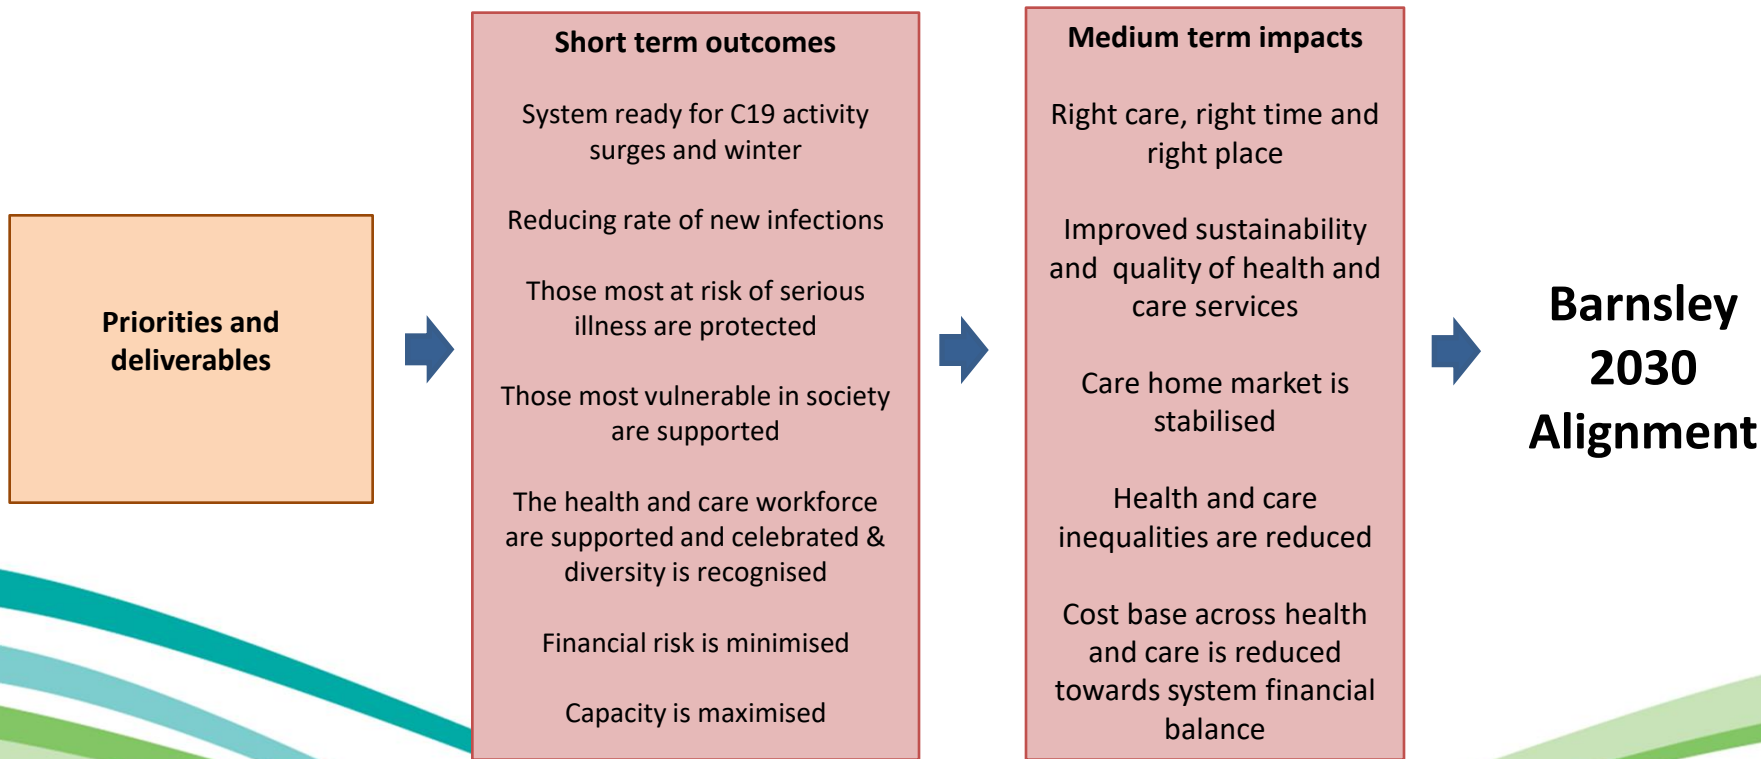 Priorities and
deliverables
Short term outcomes
System ready for C19 activity
surges and winter
Reducing rate of new infections
Those most at risk of serious
illness are protected
Those most vulnerable in society
are supported
The health and care workforce
are supported and celebrated &
diversity is recognised
Financial risk is minimised
Capacity is maximised
Medium term impacts
Right care, right time and
right place
Improved sustainability
and  quality of health and
care services
Care home market is
stabilised
Health and care
inequalities are reduced
Cost base across health
and care is reduced
towards system financial
balance
Barnsley
2030
Alignment